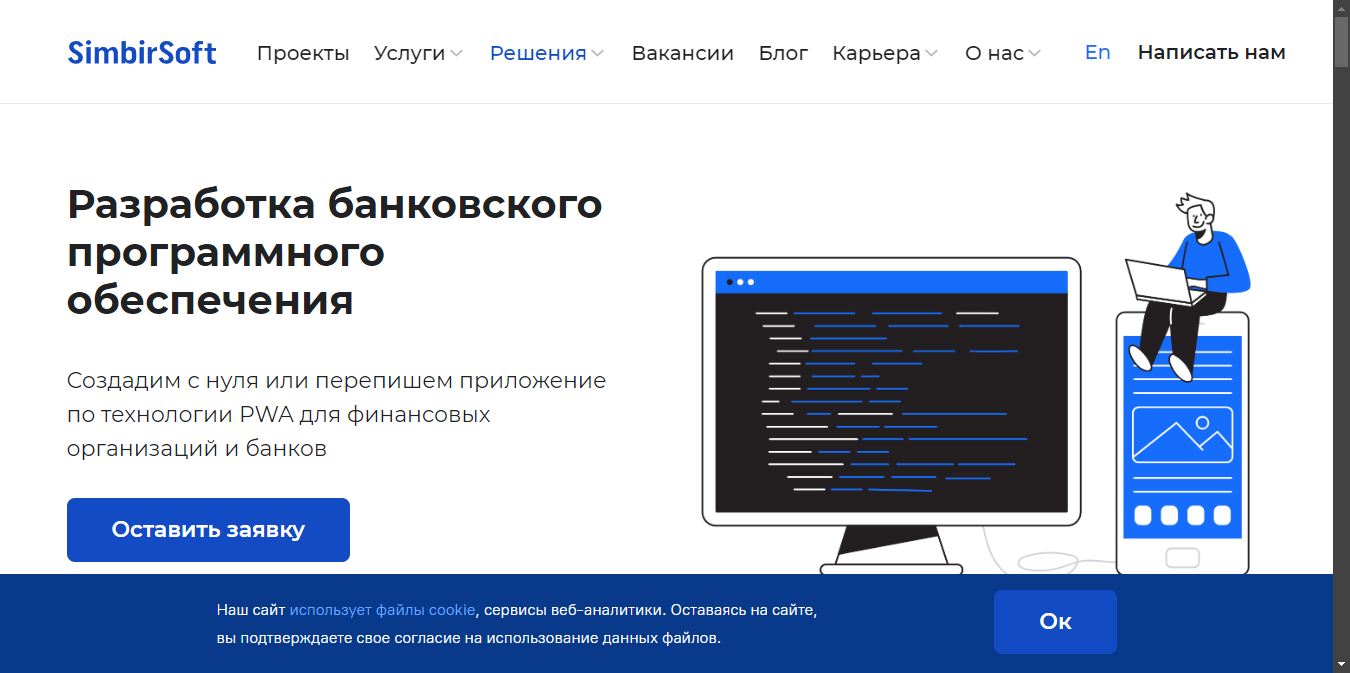 SimbirSoft Проекты Услуги Решения Вакансии Блог Карьера О нас En Написать нам
Разработка банковского
программного
обеспечения
Создадим с нуля или перепишем приложение
по технологии PWA для финансовых
организаций и банков
Оставить заявку
Наш сайт использует файлы cookie, сервисы веб-аналитики. Оставаясь на сайте,
вы подтверждаете свое согласие на использование данных файлов.
Ок